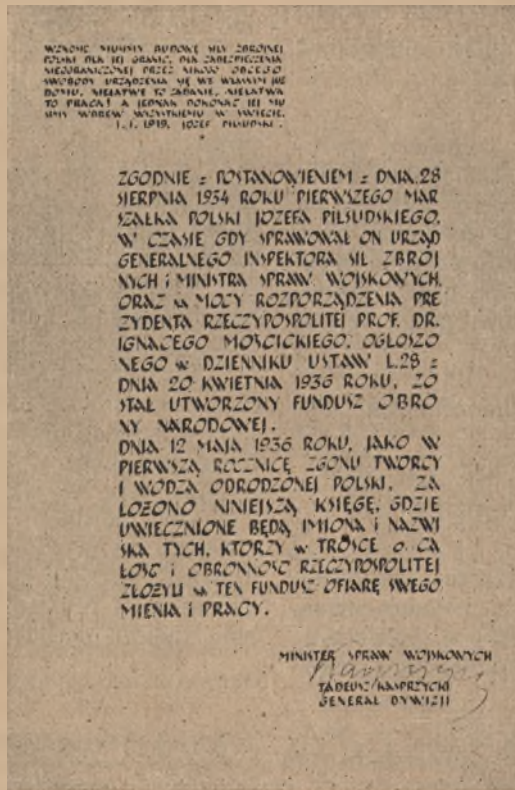 WZNOSIĆ MUSIMY BUDOWĘ SIŁY ZBROJNEJ
POLSKI DLA JEJ GRANIC, DLA ZABEZPIECZENIA
NIEOGRANICZONEJ PRZEZ NIKOGO OBCEGO
SWOBODY URZĄDZENIA SIĘ WE WŁASNYM JUŻ
DOMU. NIEŁATWE TO ZADANIE, NIEŁATWA
TO PRACA! A JEDNAK DOKONAĆ JEJ MU
SIMY WBREW WSZYSTKIEMU W ŚWIECIE.
1.I.1919. JÓZEF PIŁSUDSKI.
ZGODNIE z POSTANOWIENIEM z DNIA 28
SIERPNIA 1934 ROKU PIERWSZEGO MAR
SZAŁKA POLSKI JÓZEFA PIŁSUDSKIEGO,
W CZASIE GDY SPRAWOWAŁ ON URZĄD
GENERALNEGO INSPEKTORA SIŁ ZBROJ
NYCH i MINISTRA SPRAW WOJSKOWYCH,
ORAZ NA MOCY ROZPORZĄDZENIA PRE
ZYDENTA RZECZYPOSPOLITEJ PROF. DR.
IGNACEGO MOŚCICKIEGO, OGŁOSZO
NEGO w DZIENNIKU USTAW L.28 z
DNIA 20 KWIETNIA 1936 ROKU, ZO
STAŁ UTWORZONY FUNDUSZ OBRO
NY NARODOWEJ.
DNIA 12 MAJA 1936 ROKU, JAKO W
PIERWSZĄ ROCZNICĘ ZGONU TWÓRCY
I WODZA ODRODZONEJ POLSKI, ZA
ŁOŻONO NINIEJSZĄ KSIĘGĘ, GDZIE
UWIECZNIONE BĘDĄ IMIONA i NAZWI
SKA TYCH, KTÓRZY w TROSCE o CA
ŁOŚĆ i OBRONNOŚĆ RZECZYPOSPOLITEJ
ZŁOŻYLI NA TEN FUNDUSZ OFIARĘ SWEGO
MIENIA i PRACY.
MINISTER SPRAW WOJSKOWYCH
Kasprzycki
TADEUSZ KASPRZYCKI
GENERAŁ DYWIZJI